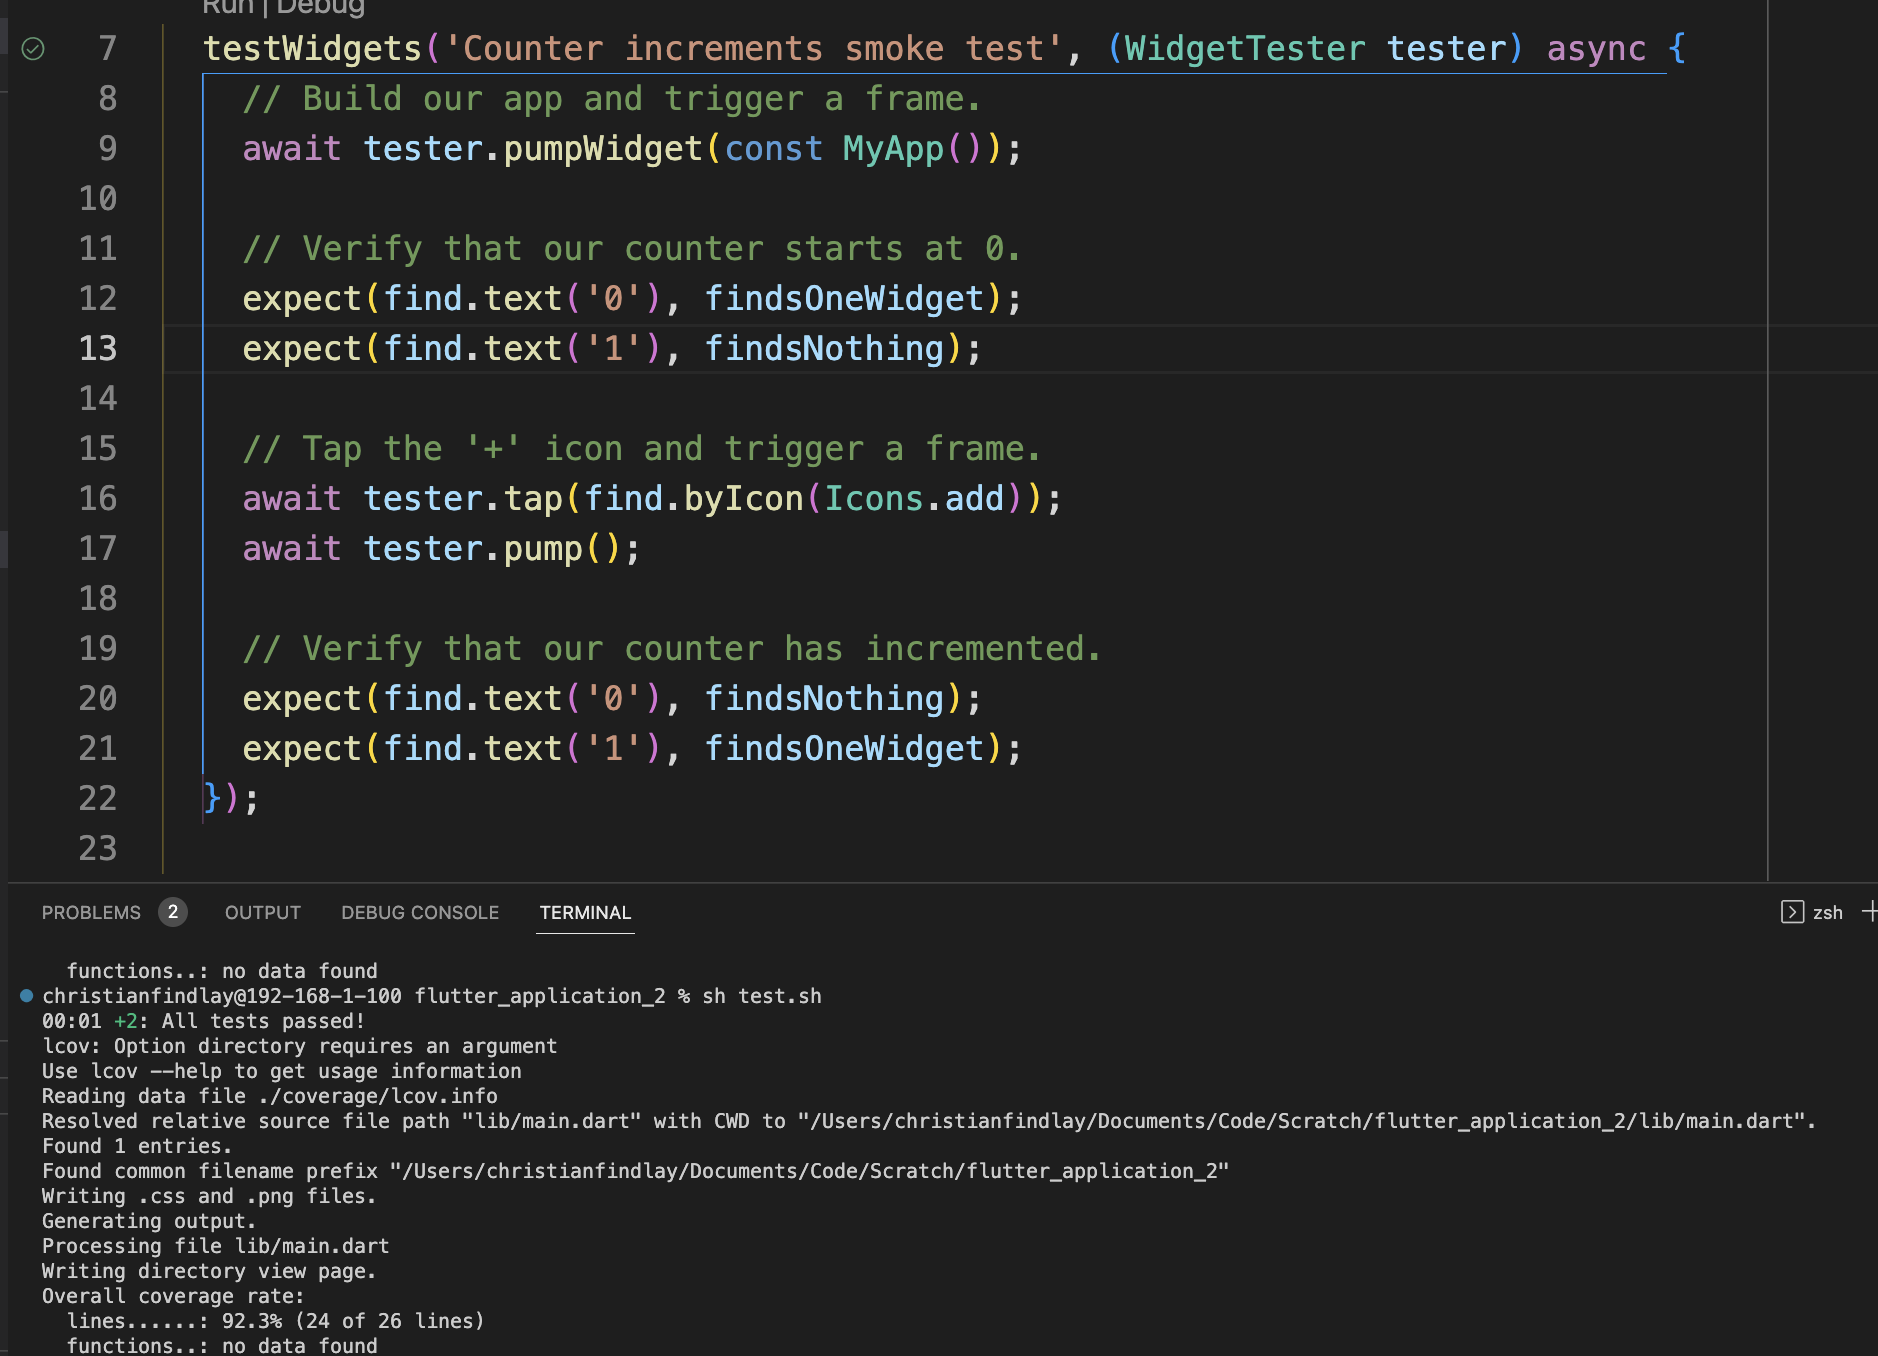 Run | Debug
7 testWidgets('Counter increments smoke test', (WidgetTester tester) async {
8 // Build our app and trigger a frame.
9 await tester.pumpWidget(const MyApp());
10
11 // Verify that our counter starts at 0.
12 expect(find.text('0'), findsOneWidget);
13 expect(find.text('1'), findsNothing);
14
15 // Tap the '+' icon and trigger a frame.
16 await tester.tap(find.byIcon(Icons.add));
17 await tester.pump();
18
19 // Verify that our counter has incremented.
20 expect(find.text('0'), findsNothing);
21 expect(find.text('1'), findsOneWidget);
22 });
23
PROBLEMS 2 OUTPUT DEBUG CONSOLE TERMINAL zsh
functions..: no data found
christianfindlay@192-168-1-100 flutter_application_2 % sh test.sh
00:01 +2: All tests passed!
lcov: Option directory requires an argument
Use lcov --help to get usage information
Reading data file ./coverage/lcov.info
Resolved relative source file path "lib/main.dart" with CWD to "/Users/christianfindlay/Documents/Code/Scratch/flutter_application_2/lib/main.dart".
Found 1 entries.
Found common filename prefix "/Users/christianfindlay/Documents/Code/Scratch/flutter_application_2"
Writing .css and .png files.
Generating output.
Processing file lib/main.dart
Writing directory view page.
Overall coverage rate:
lines......: 92.3% (24 of 26 lines)
functions..: no data found